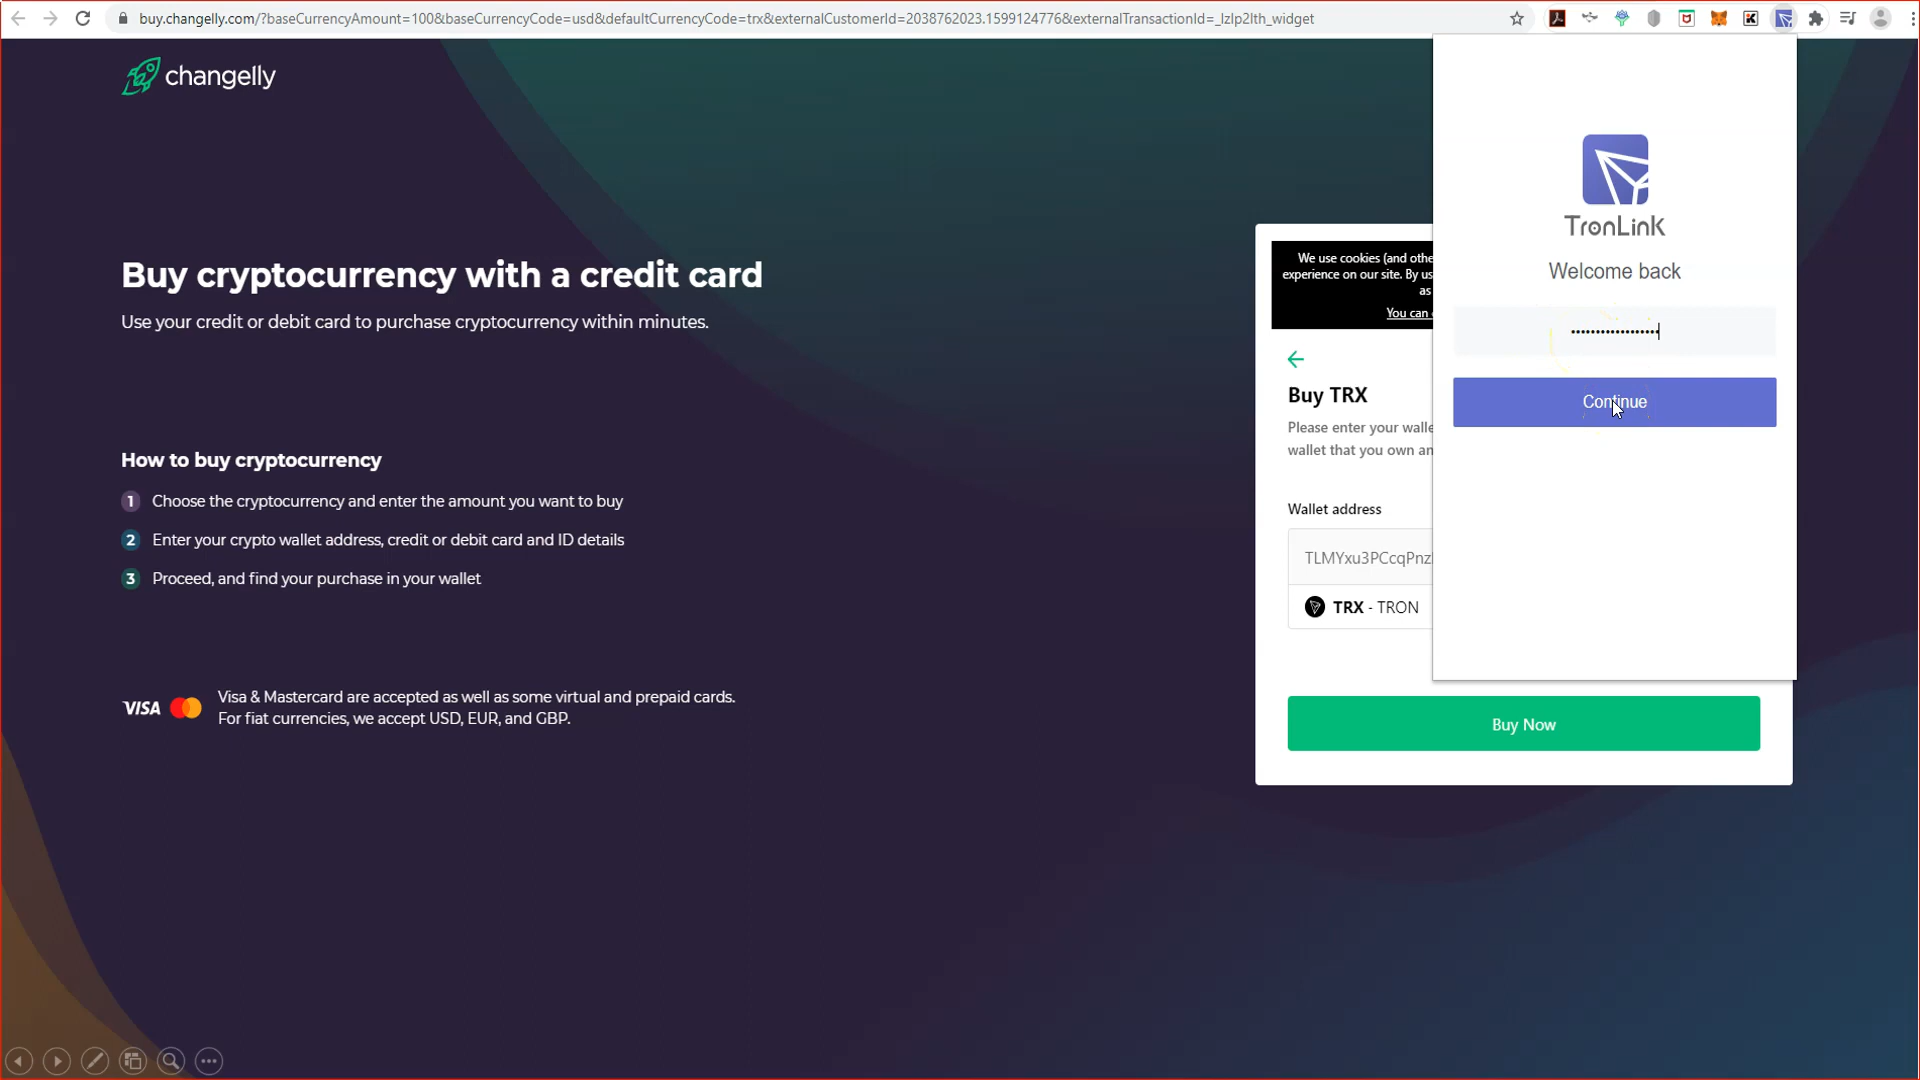 buy.changelly.com/?baseCurrencyAmount=100&baseCurrencyCode=usd&defaultCurrencyCode=trx&externalCustomerId=2038762023.1599124776&externalTransactionId=_lzlp2lth_widget
changelly
Buy cryptocurrency with a credit card
Use your credit or debit card to purchase cryptocurrency within minutes.
How to buy cryptocurrency
1 Choose the cryptocurrency and enter the amount you want to buy
2 Enter your crypto wallet address, credit or debit card and ID details
3 Proceed, and find your purchase in your wallet
VISA
Visa & Mastercard are accepted as well as some virtual and prepaid cards.
For fiat currencies, we accept USD, EUR, and GBP.
We use cookies (and othe
experience on our site. By us
as
You can
Buy TRX
Please enter your walle
wallet that you own an
Wallet address
TLMYxu3PCcqPnz
TRX - TRON
Buy Now
TronLink
Welcome back
••••••••••••••••••
Continue